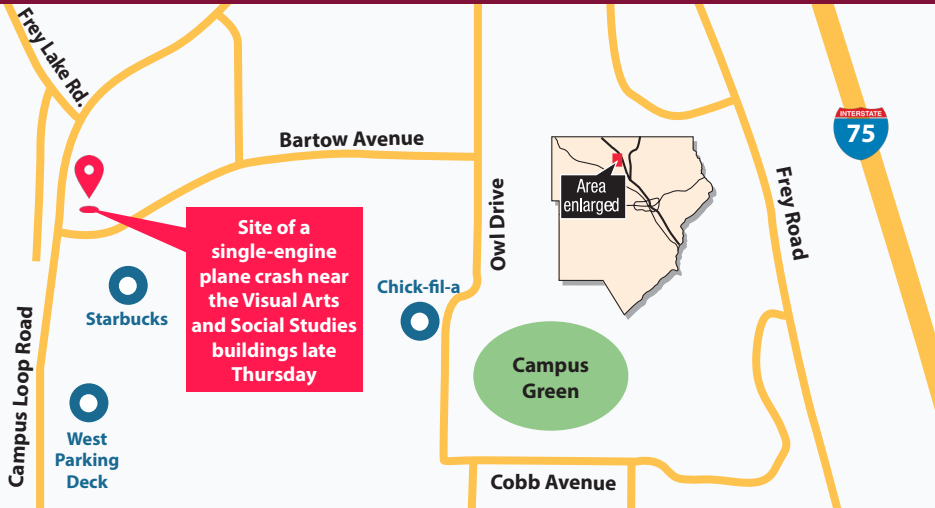 Frey Lake Rd.
Bartow Avenue
INTERSTATE
75
Area
enlarged
Frey Road
Owl Drive
Site of a
single-engine
plane crash near
the Visual Arts
and Social Studies
buildings late
Thursday
Chick-fil-a
Starbucks
Campus Loop Road
Campus
Green
West
Parking
Deck
Cobb Avenue